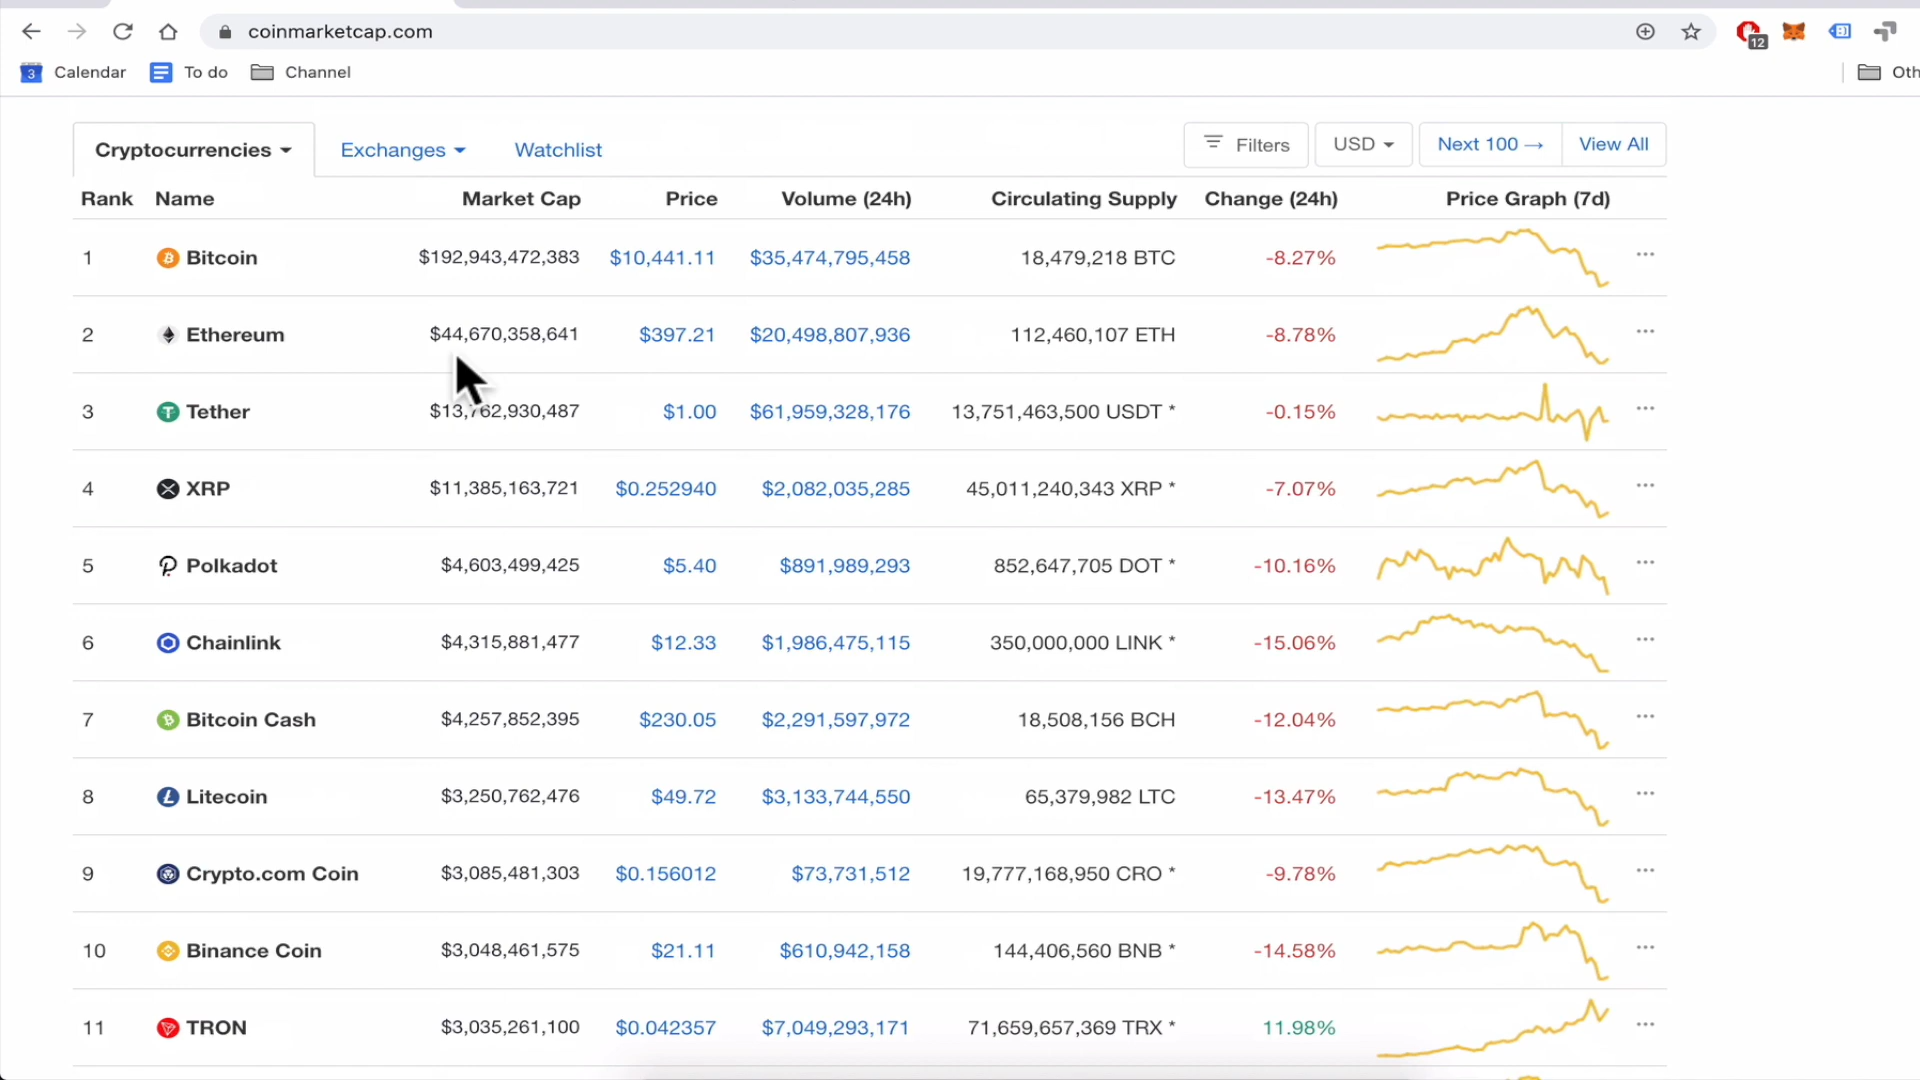 coinmarketcap.com
12
3 Calendar To do Channel Oth
Cryptocurrencies Exchanges Watchlist Filters USD Next 100 → View All
Rank Name Market Cap Price Volume (24h) Circulating Supply Change (24h) Price Graph (7d)
1 Bitcoin $192,943,472,383 $10,441.11 $35,474,795,458 18,479,218 BTC -8.27%
2 Ethereum $44,670,358,641 $397.21 $20,498,807,936 112,460,107 ETH -8.78%
3 Tether $13,762,930,487 $1.00 $61,959,328,176 13,751,463,500 USDT * -0.15%
4 XRP $11,385,163,721 $0.252940 $2,082,035,285 45,011,240,343 XRP * -7.07%
5 Polkadot $4,603,499,425 $5.40 $891,989,293 852,647,705 DOT * -10.16%
6 Chainlink $4,315,881,477 $12.33 $1,986,475,115 350,000,000 LINK * -15.06%
7 Bitcoin Cash $4,257,852,395 $230.05 $2,291,597,972 18,508,156 BCH -12.04%
8 Litecoin $3,250,762,476 $49.72 $3,133,744,550 65,379,982 LTC -13.47%
9 Crypto.com Coin $3,085,481,303 $0.156012 $73,731,512 19,777,168,950 CRO * -9.78%
10 Binance Coin $3,048,461,575 $21.11 $610,942,158 144,406,560 BNB * -14.58%
11 TRON $3,035,261,100 $0.042357 $7,049,293,171 71,659,657,369 TRX * 11.98%